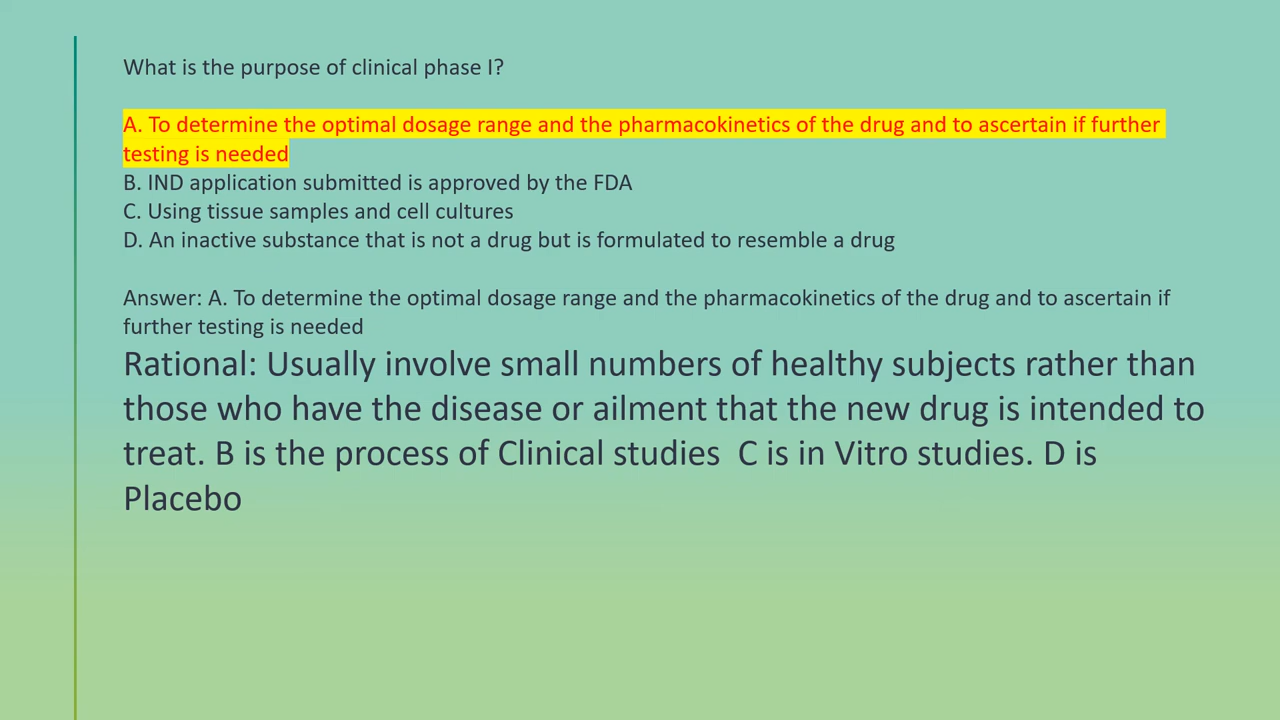 What is the purpose of clinical phase I?
A. To determine the optimal dosage range and the pharmacokinetics of the drug and to ascertain if further
testing is needed
B. IND application submitted is approved by the FDA
C. Using tissue samples and cell cultures
D. An inactive substance that is not a drug but is formulated to resemble a drug
Answer: A. To determine the optimal dosage range and the pharmacokinetics of the drug and to ascertain if
further testing is needed
Rational: Usually involve small numbers of healthy subjects rather than
those who have the disease or ailment that the new drug is intended to
treat. B is the process of Clinical studies  C is in Vitro studies. D is
Placebo